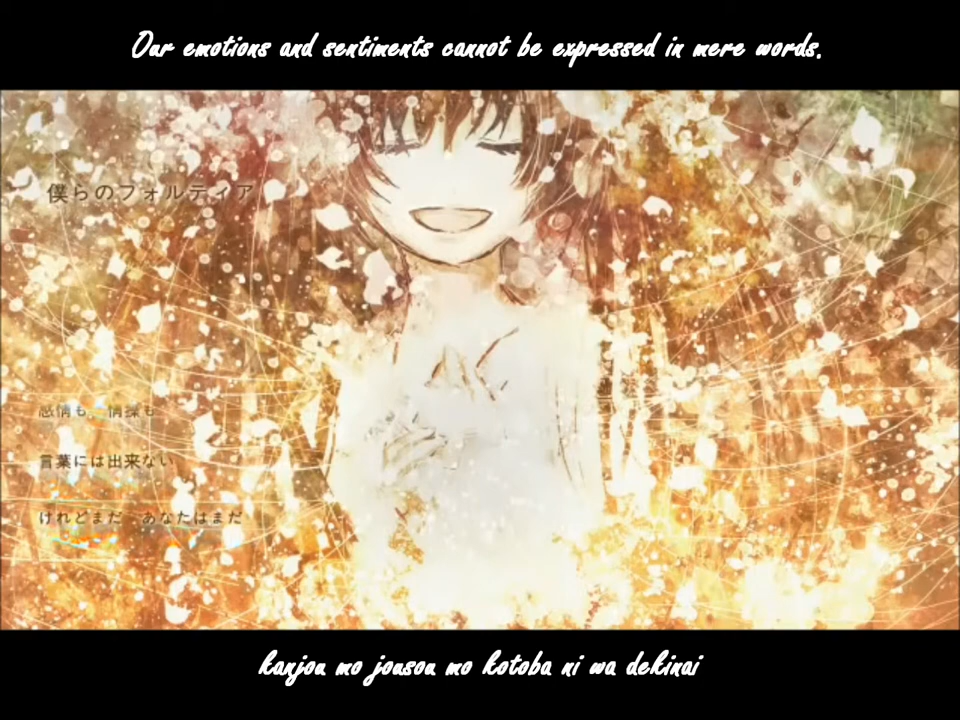 Our emotions and sentiments cannot be expressed in mere words.
僕らのフォルティア
感情も 情操も
言葉には出来ない
けれどまだ あなたはまだ
kanjou mo jousou mo kotoba ni wa dekinai